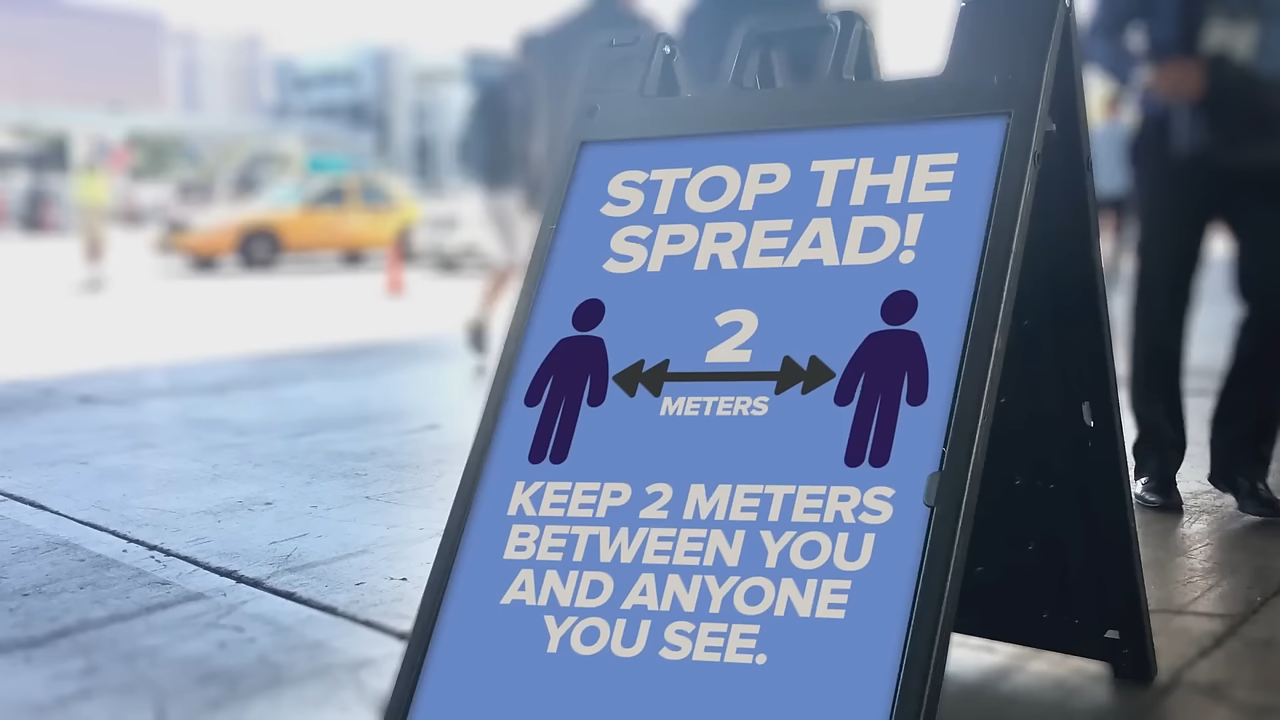 STOP THE
SPREAD!
2
METERS
KEEP 2 METERS
BETWEEN YOU
AND ANYONE
YOU SEE.